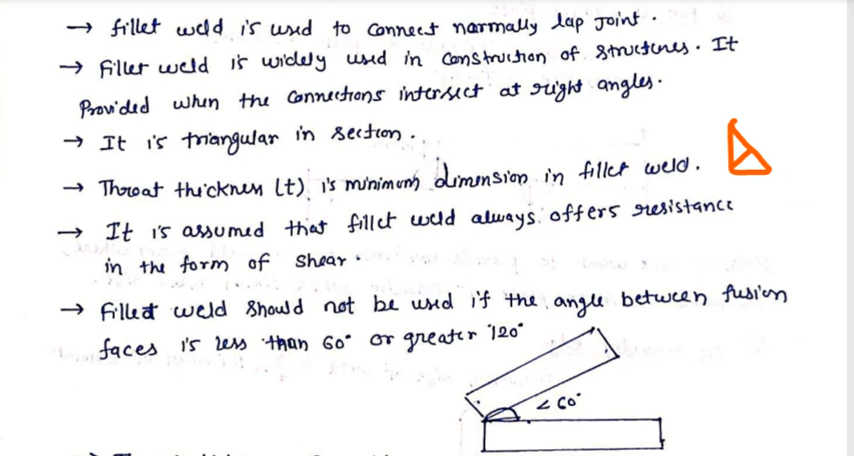 → fillet weld is used to connect normally lap joint.
→ Fillet weld is widely used in construction of structures. It
Provided when the connections intersect at right angles.
→ It is triangular in section.
→ Throat thickness (t) is minimum dimension in fillet weld.
→ It is assumed that fillet weld always offers resistance
in the form of shear.
→ Filled weld should not be used if the angle between fusion
faces is less than 60° or greater 120°
∠ 60°